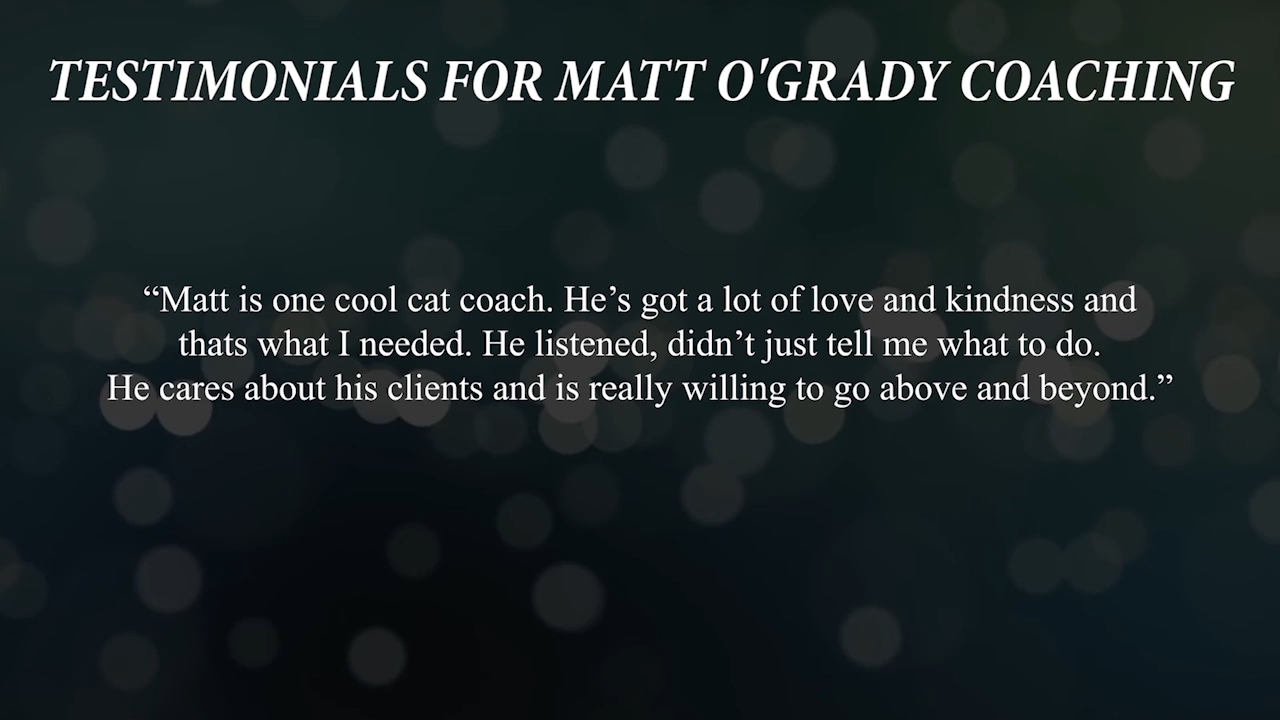 TESTIMONIALS FOR MATT O'GRADY COACHING
“Matt is one cool cat coach. He’s got a lot of love and kindness and
thats what I needed. He listened, didn’t just tell me what to do.
He cares about his clients and is really willing to go above and beyond.”